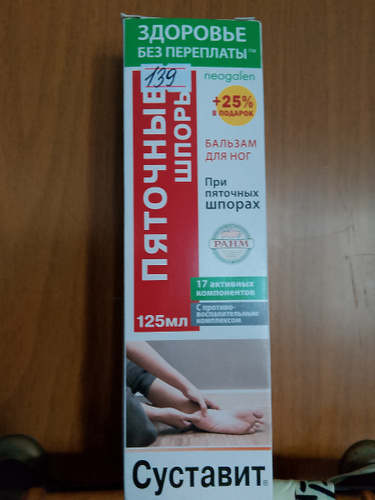 ЗДОРОВЬЕ
БЕЗ ПЕРЕПЛАТЫ™
139
neogalen
+25%
В ПОДАРОК
ПЯТОЧНЫЕ
ШПОРЫ
БАЛЬЗАМ
ДЛЯ НОГ
При
пяточных
шпорах
РАНМ
17 активных
компонентов
С противо-
воспалительным
комплексом
125мл
Суставит®